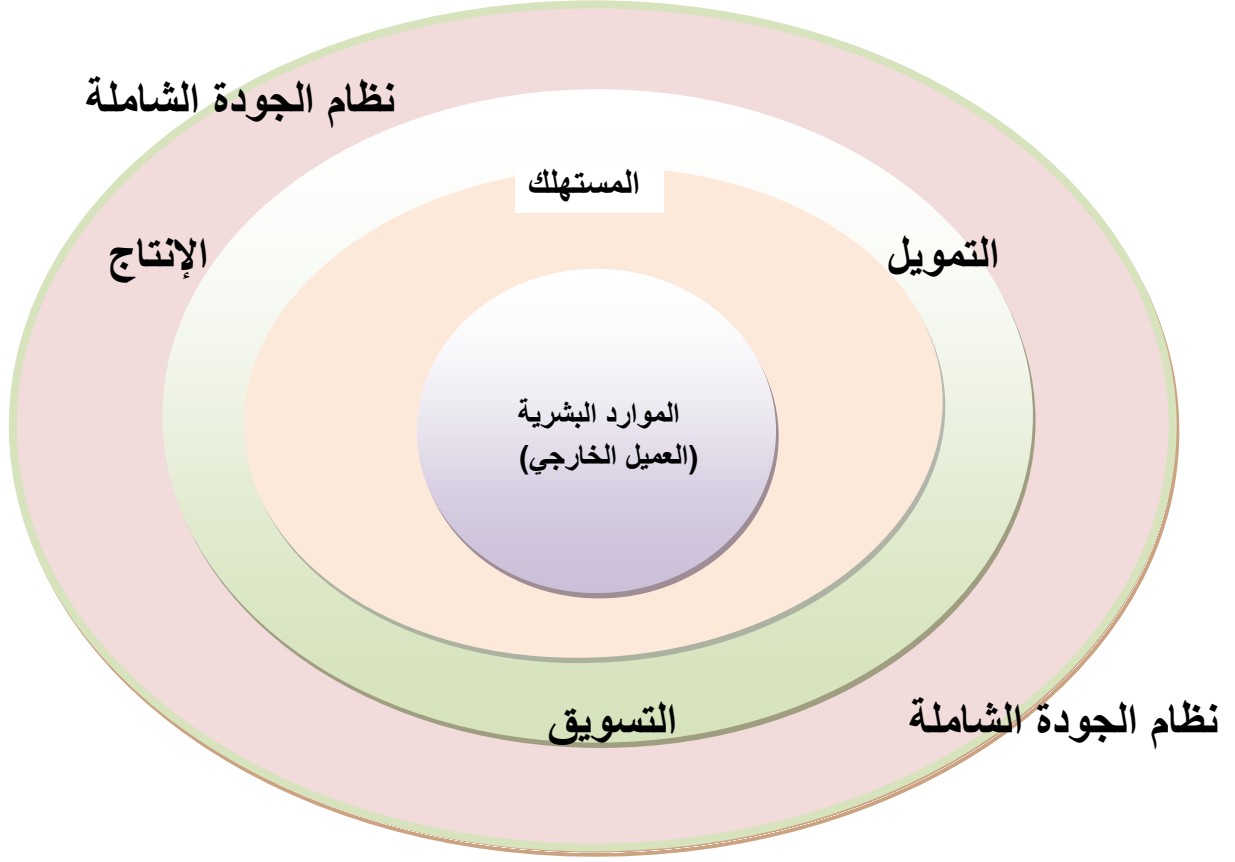 نظام الجودة الشاملة
المستهلك
التمويل
الإنتاج
الموارد البشرية
(العميل الخارجي)
التسويق
نظام الجودة الشاملة